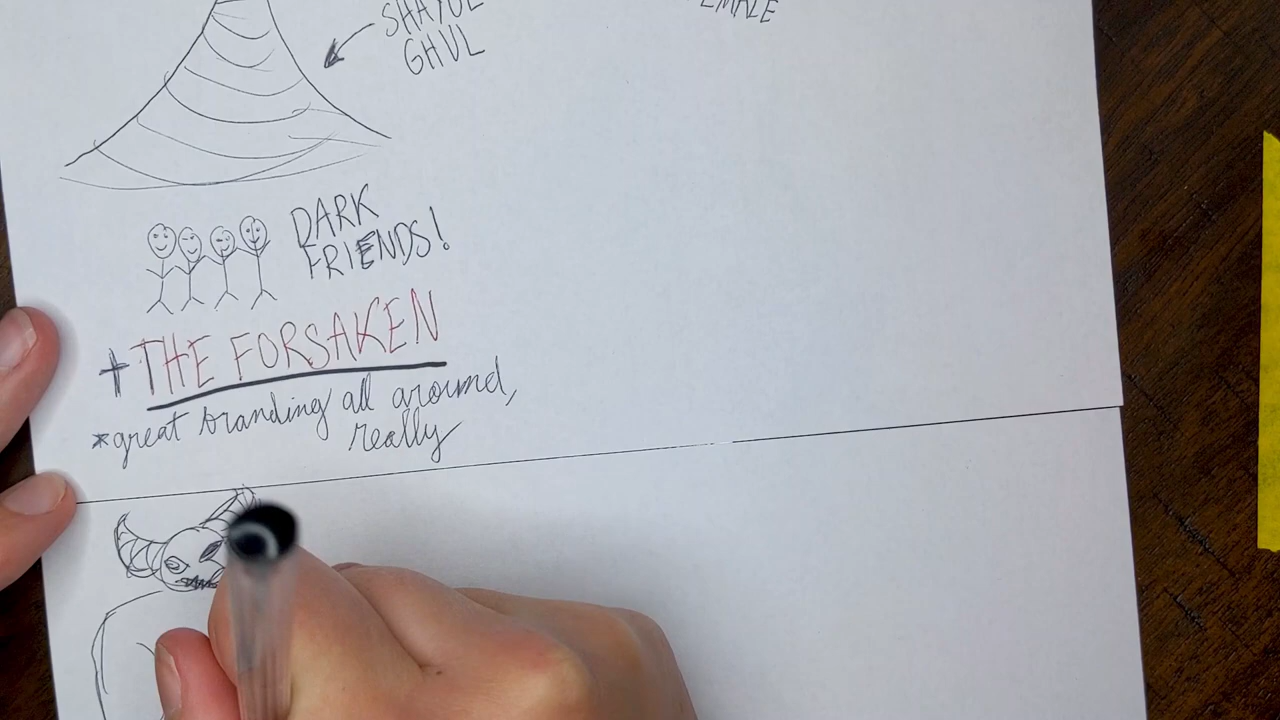 SHAYOL
GHUL
DARK
FRIENDS!
+ THE FORSAKEN
*great branding all around,
really